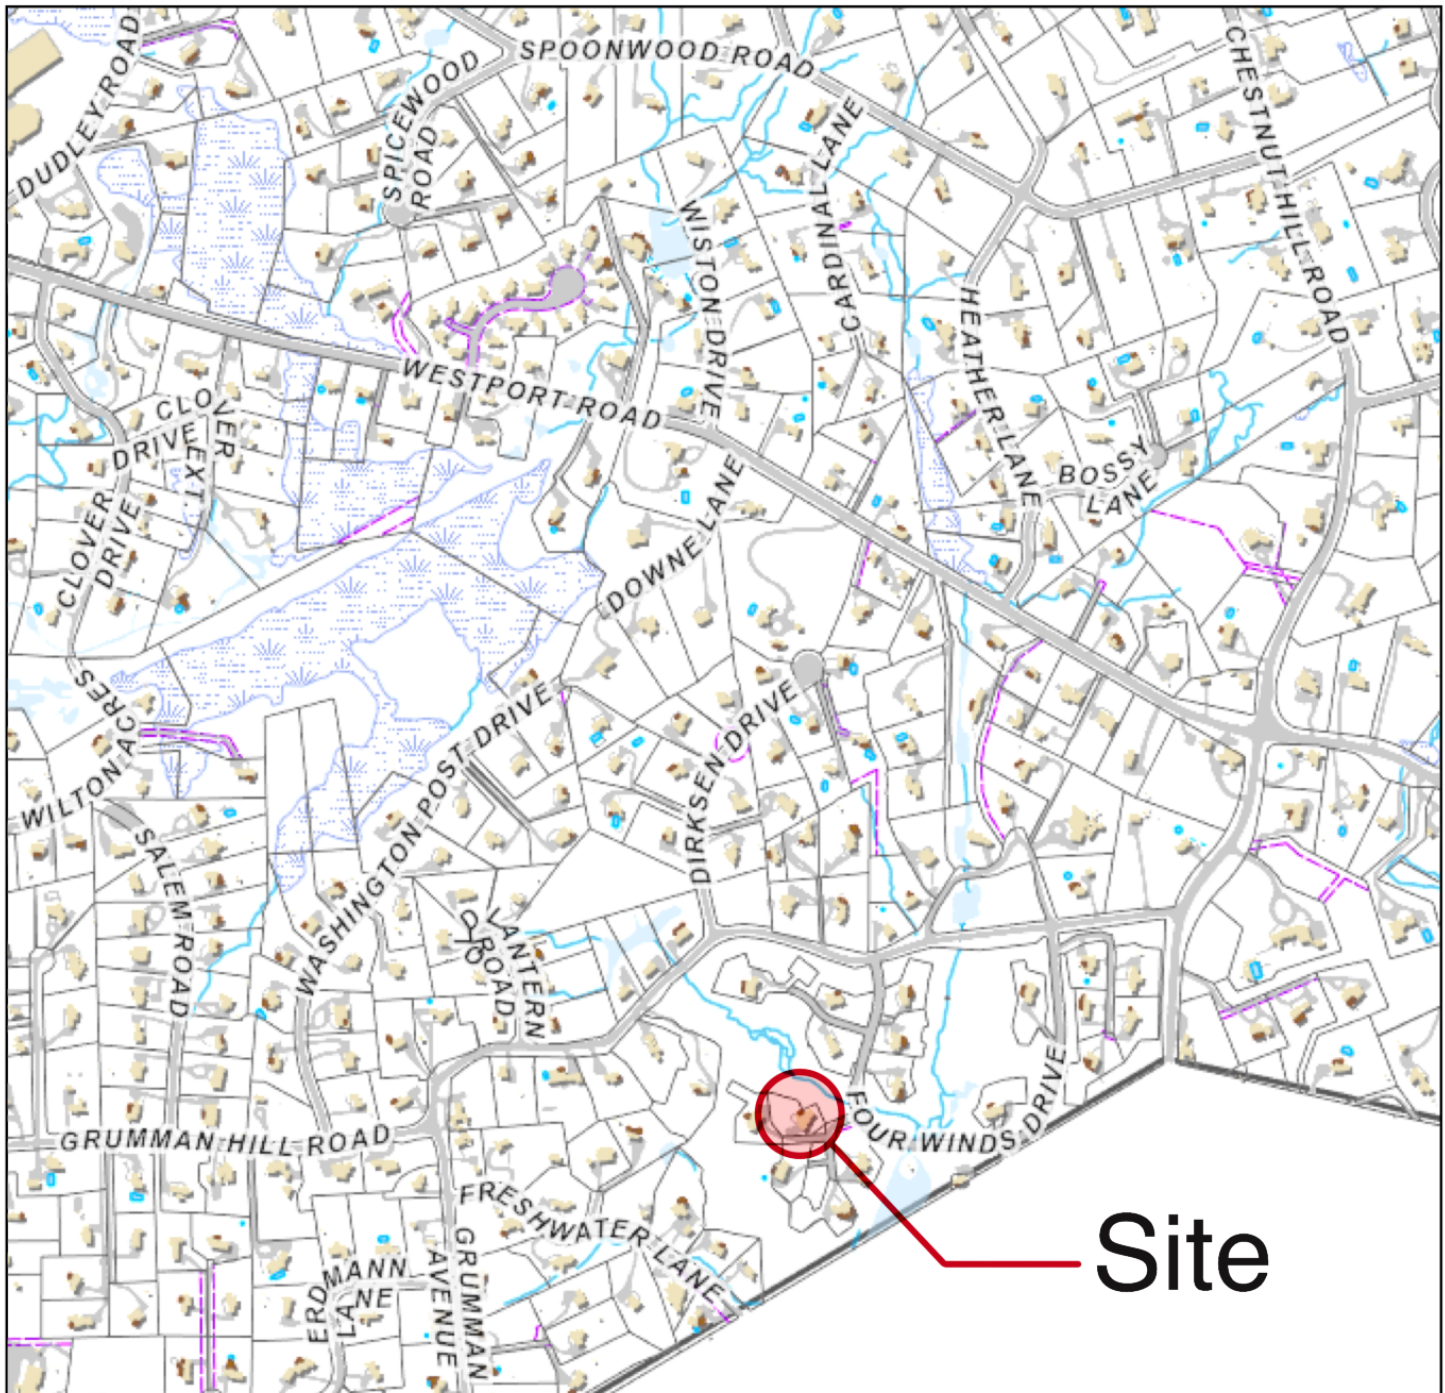 SPOONWOOD ROAD
DUDLEY ROAD
SPICEWOOD
ROAD
CHESTNUT HILL ROAD
CARDINAL LANE
WISTON DRIVE
HEATHER LANE
WESTPORT ROAD
CLOVER
DRIVE EXT
BOSSY
LANE
CLOVER
DRIVE
DOWNE LANE
WILTON ACRES
WASHINGTON POST DRIVE
DIRKSEN DRIVE
SALEM ROAD
OLD
LANTERN
ROAD
FOUR WINDS DRIVE
GRUMMAN HILL ROAD
FRESHWATER LANE
Site
ERDMANN
LANE
GRUMMAN
AVENUE